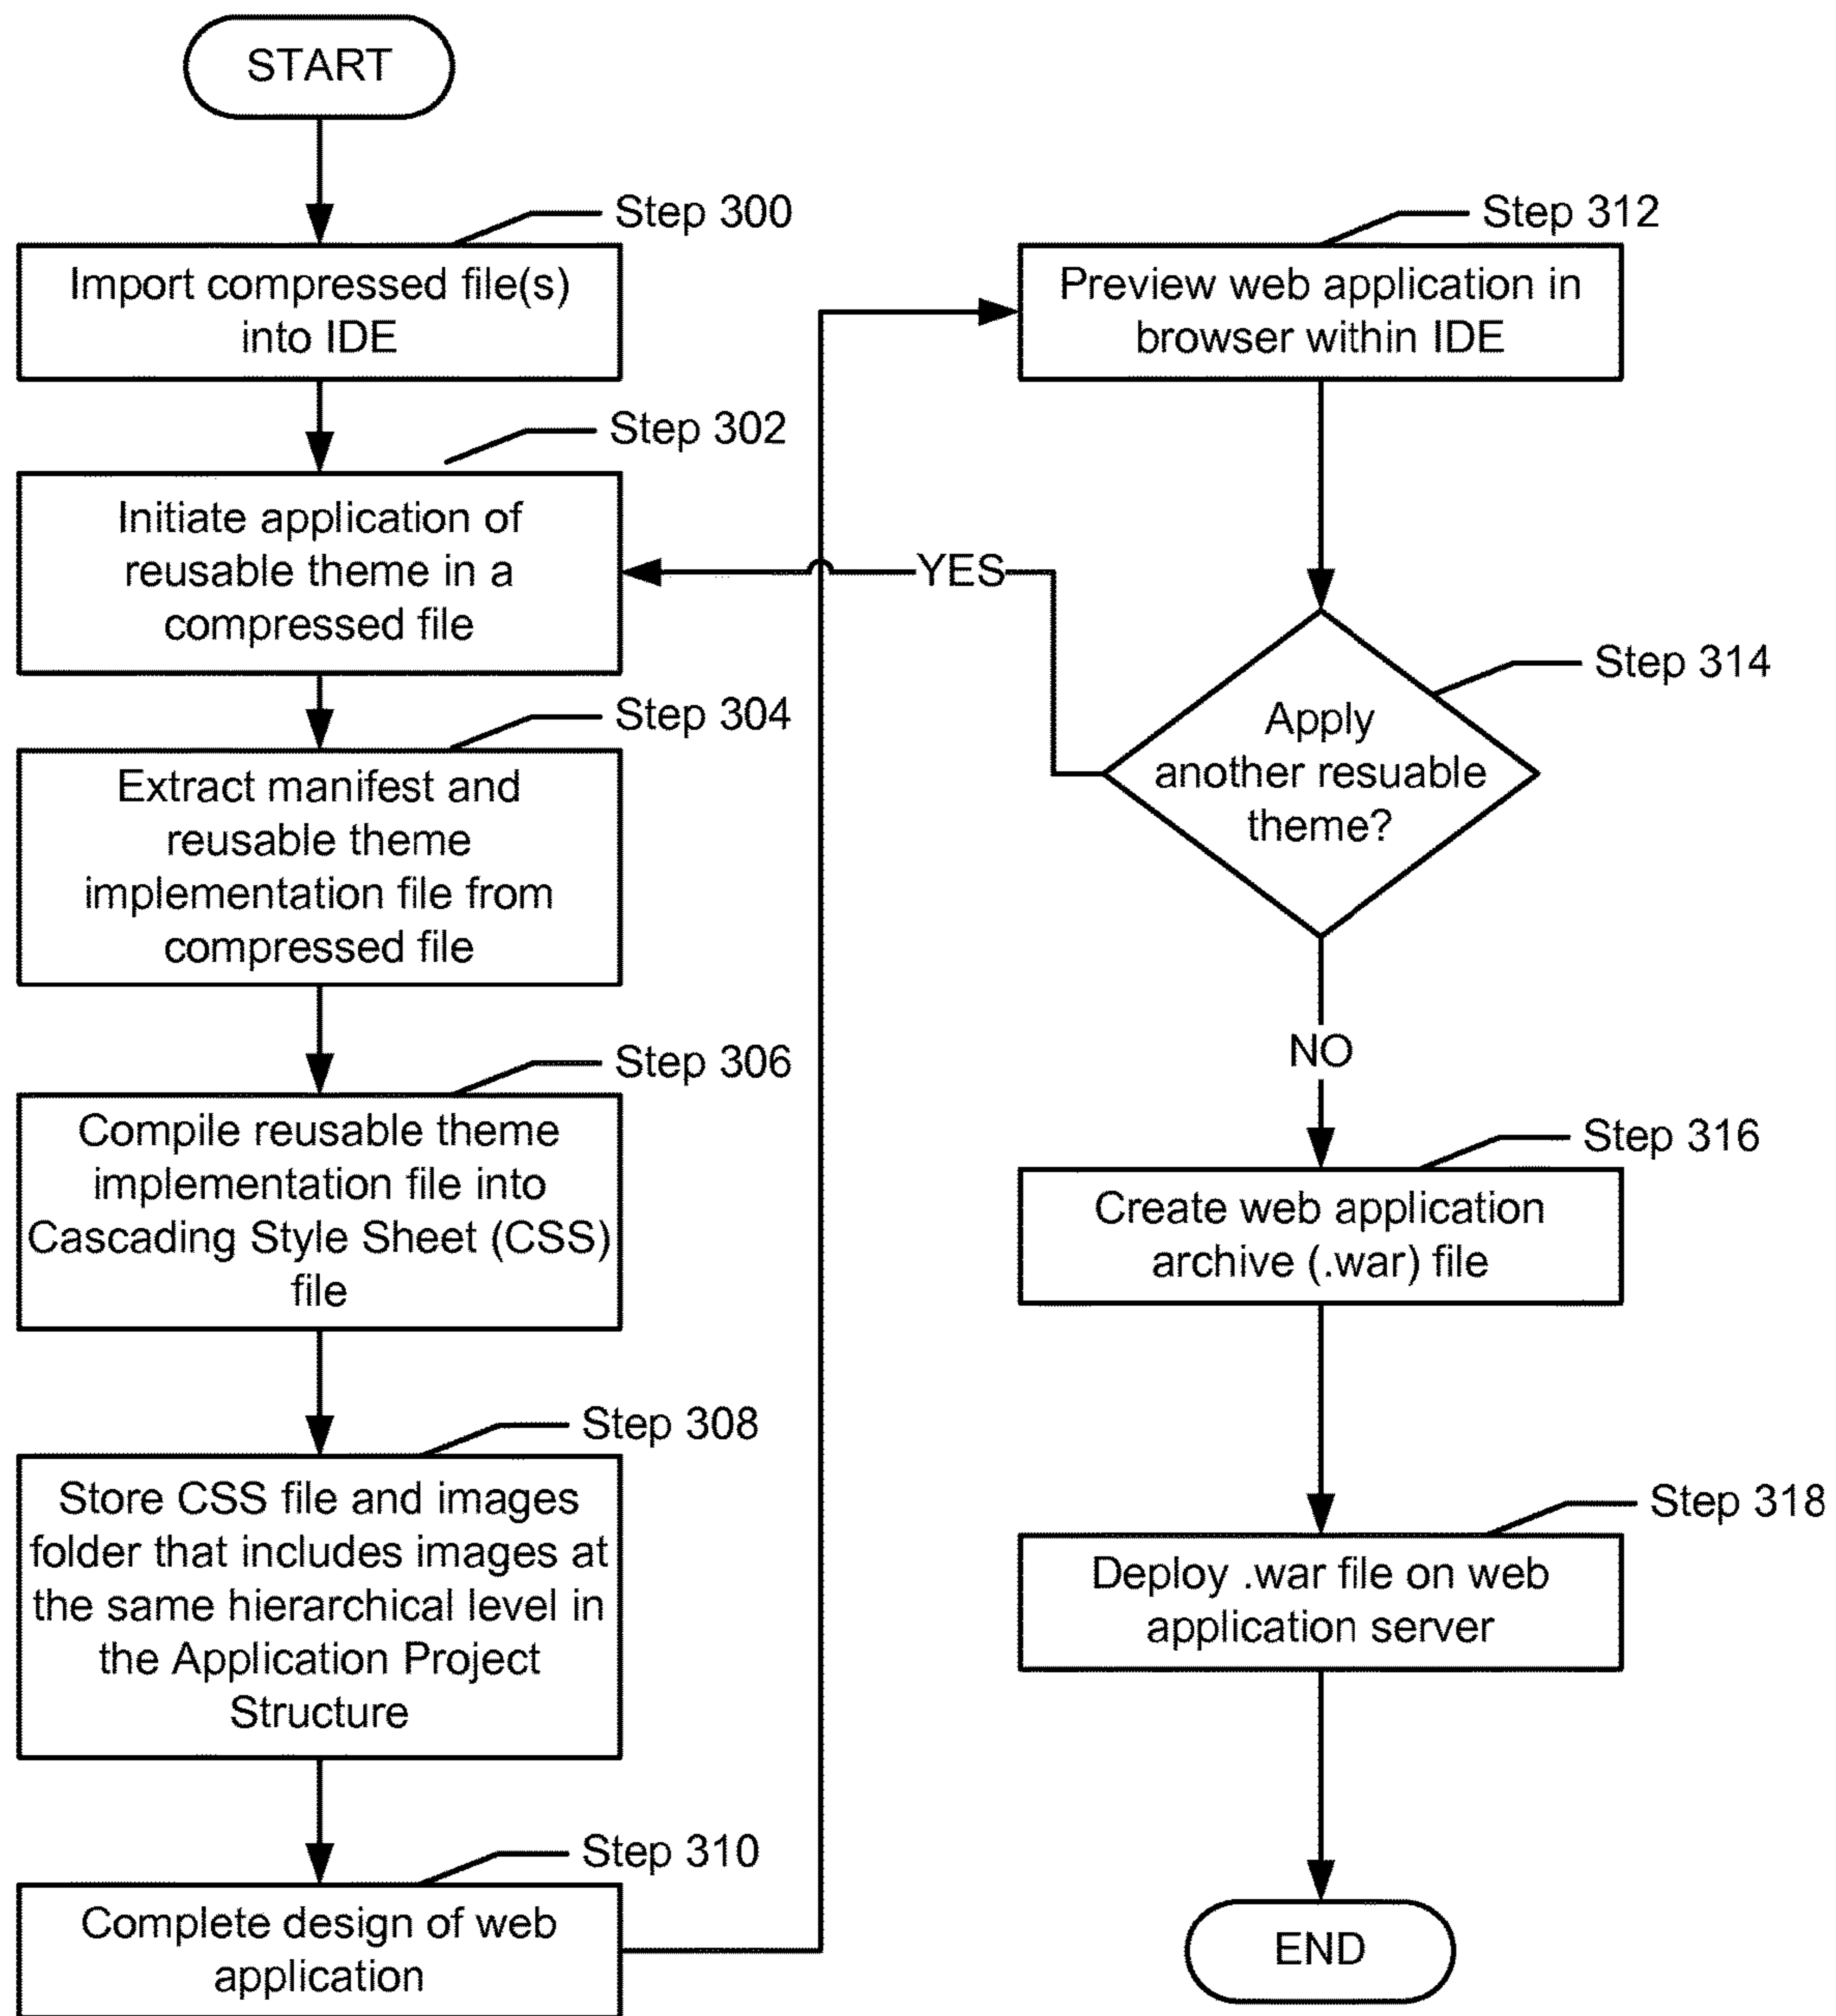 START
Step 300
Import compressed file(s)
into IDE
Step 302
Initiate application of
reusable theme in a
compressed file
Step 304
Extract manifest and
reusable theme
implementation file from
compressed file
Step 306
Compile reusable theme
implementation file into
Cascading Style Sheet (CSS)
file
Step 308
Store CSS file and images
folder that includes images at
the same hierarchical level in
the Application Project
Structure
Step 310
Complete design of web
application
Step 312
Preview web application in
browser within IDE
YES
Step 314
Apply
another resuable
theme?
NO
Step 316
Create web application
archive (.war) file
Step 318
Deploy .war file on web
application server
END